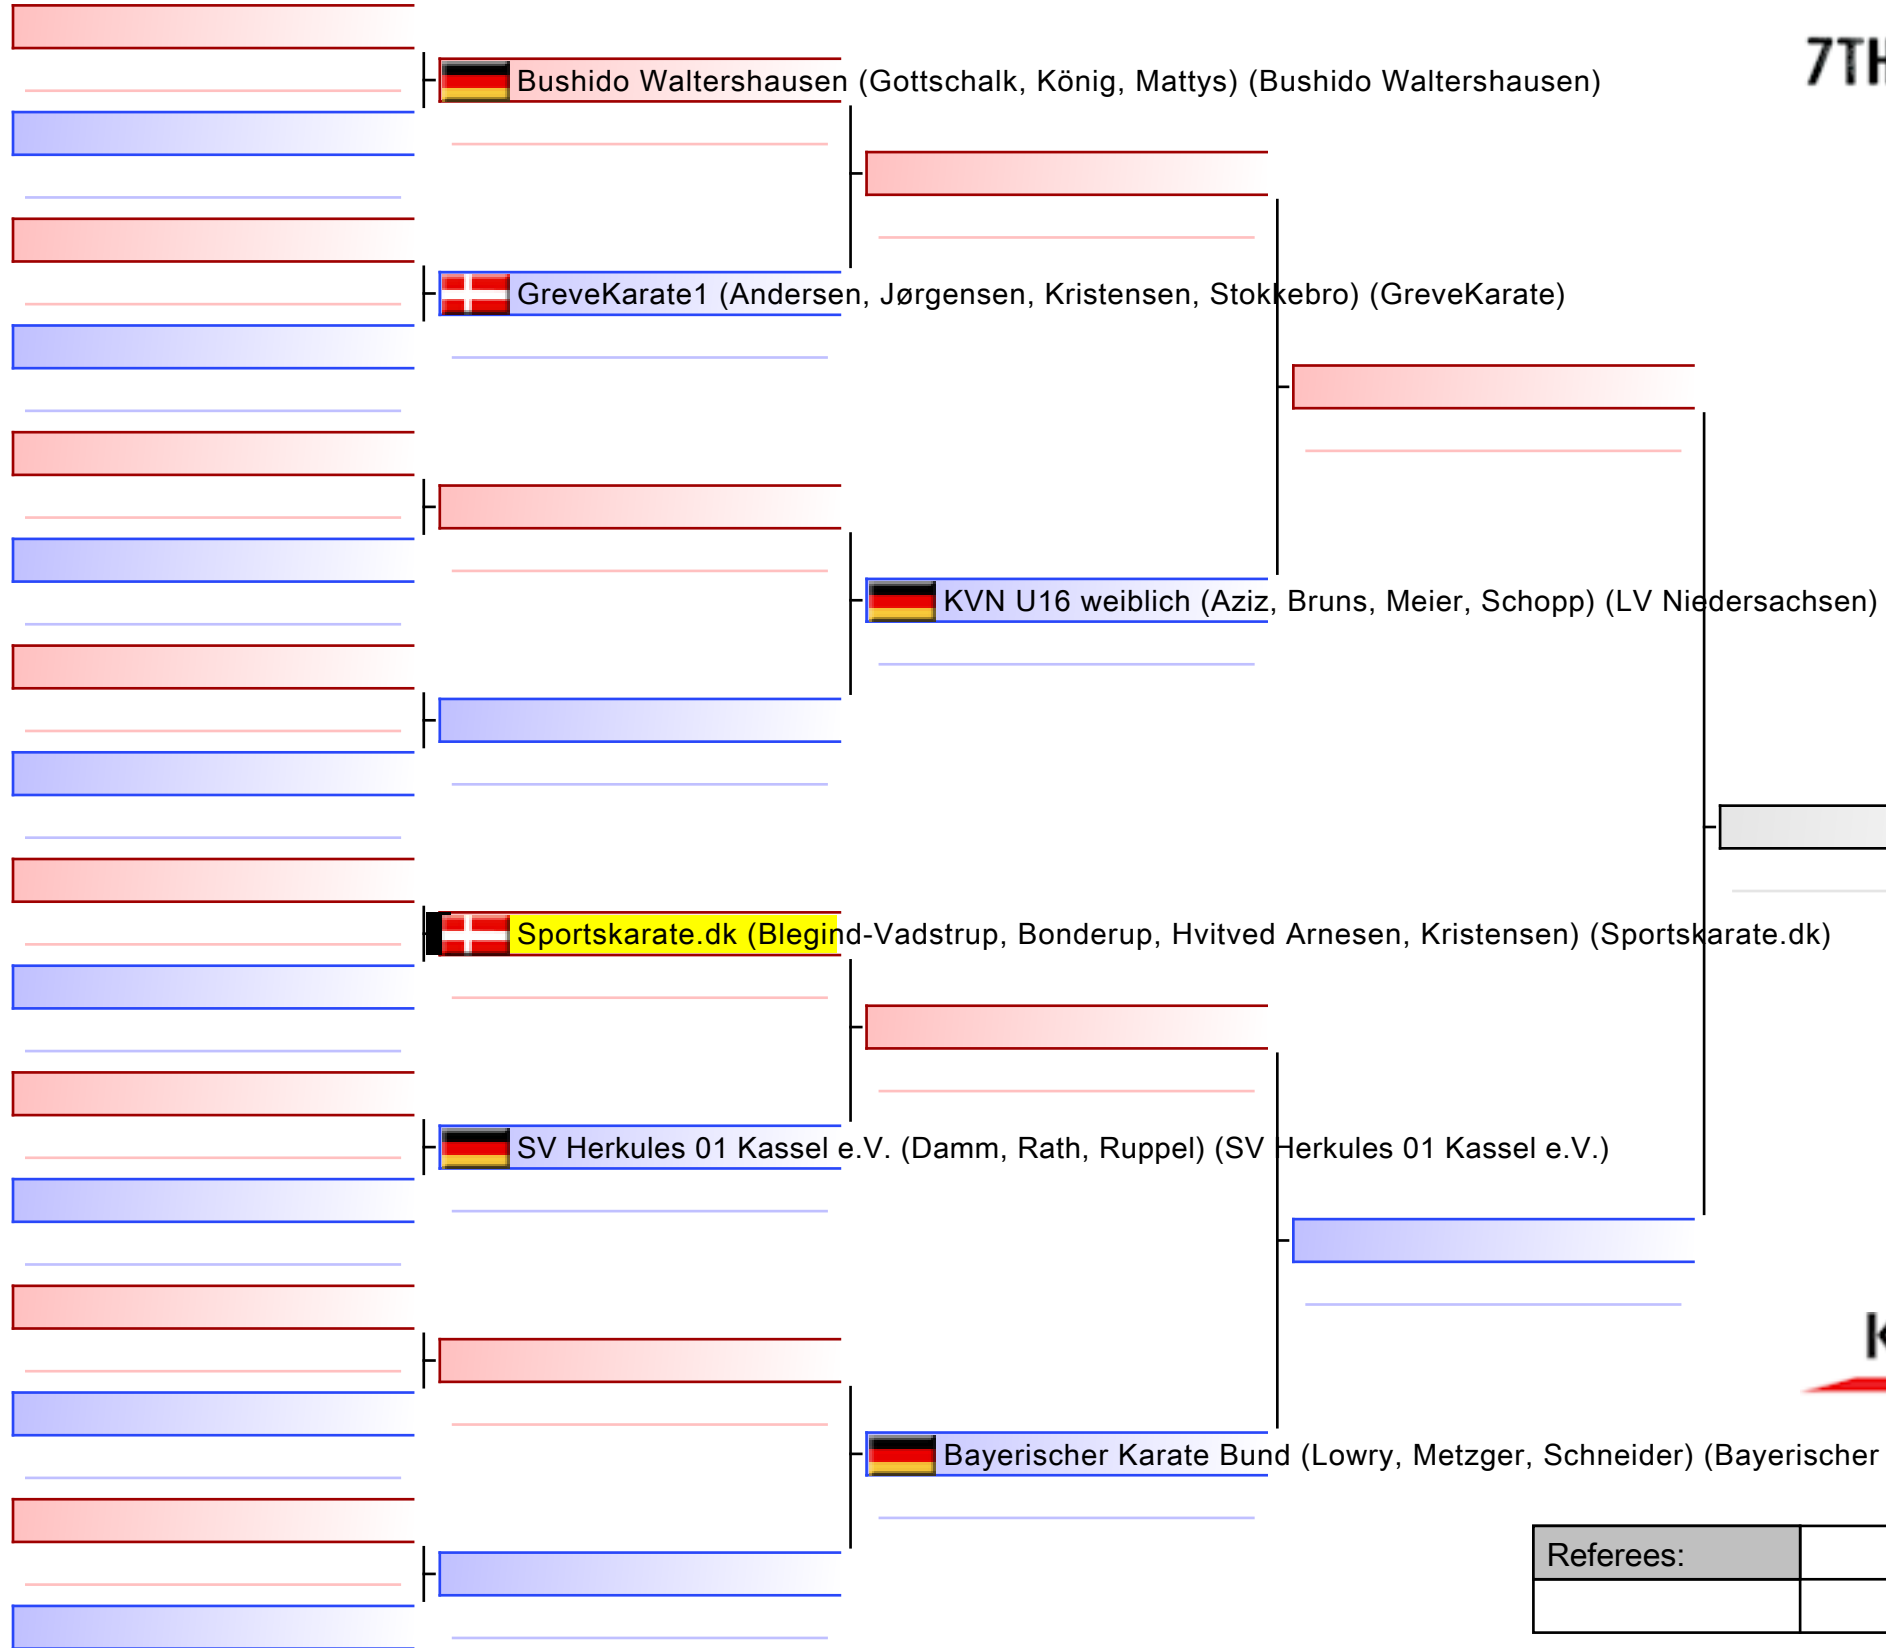 7TH
Bushido Waltershausen (Gottschalk, König, Mattys) (Bushido Waltershausen)
GreveKarate1 (Andersen, Jørgensen, Kristensen, Stokkebro) (GreveKarate)
KVN U16 weiblich (Aziz, Bruns, Meier, Schopp) (LV Niedersachsen)
Sportskarate.dk (Blegind-Vadstrup, Bonderup, Hvitved Arnesen, Kristensen) (Sportskarate.dk)
SV Herkules 01 Kassel e.V. (Damm, Rath, Ruppel) (SV Herkules 01 Kassel e.V.)
Bayerischer Karate Bund (Lowry, Metzger, Schneider) (Bayerischer
Referees: